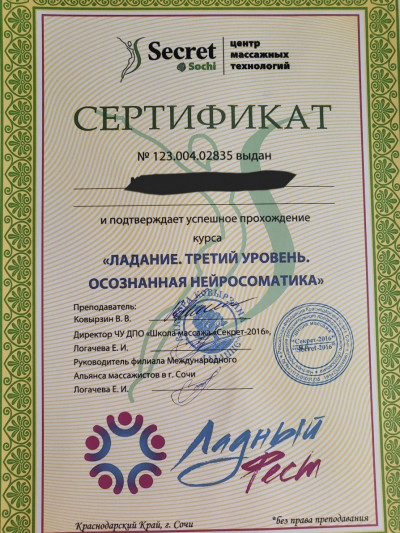 Secret
Sochi
центр
массажных
технологий
СЕРТИФИКАТ
№ 123.004.02835 выдан
и подтверждает успешное прохождение
курса
«ЛАДАНИЕ. ТРЕТИЙ УРОВЕНЬ.
ОСОЗНАННАЯ НЕЙРОСОМАТИКА»
Преподаватель:
Ковырзин В. В.
Директор ЧУ ДПО «Школа массажа «Секрет-2016»,
Логачева Е. И.
Руководитель филиала Международного
Альянса массажистов в г. Сочи
Логачева Е. И.
"Секрет-2016"
Ладный
Фест
Краснодарский Край, г. Сочи
*без права преподавания